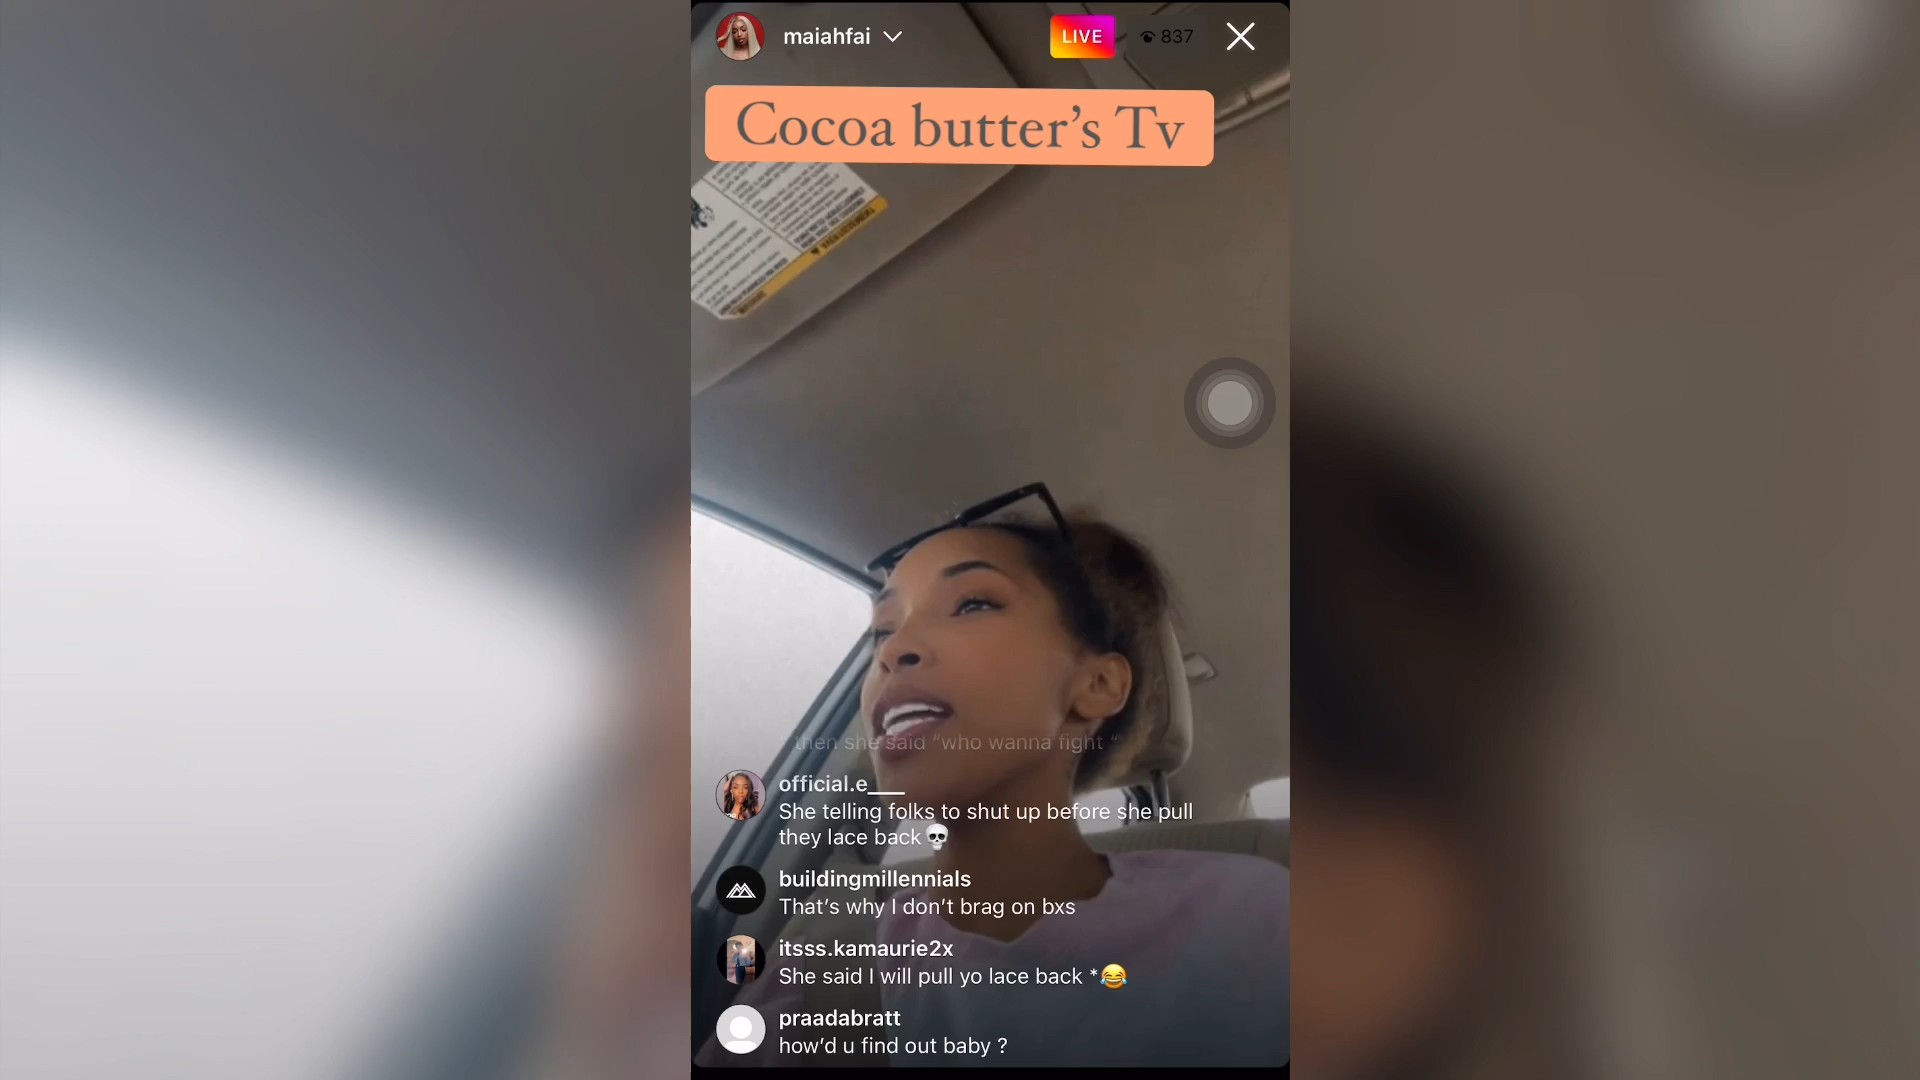 maiahfai
LIVE
837
Cocoa butter's Tv
then she said "who wanna fight "
official.e___
She telling folks to shut up before she pull
they lace back💀
buildingmillennials
That's why I don't brag on bxs
itsss.kamaurie2x
She said I will pull yo lace back *😂
praadabratt
how'd u find out baby ?